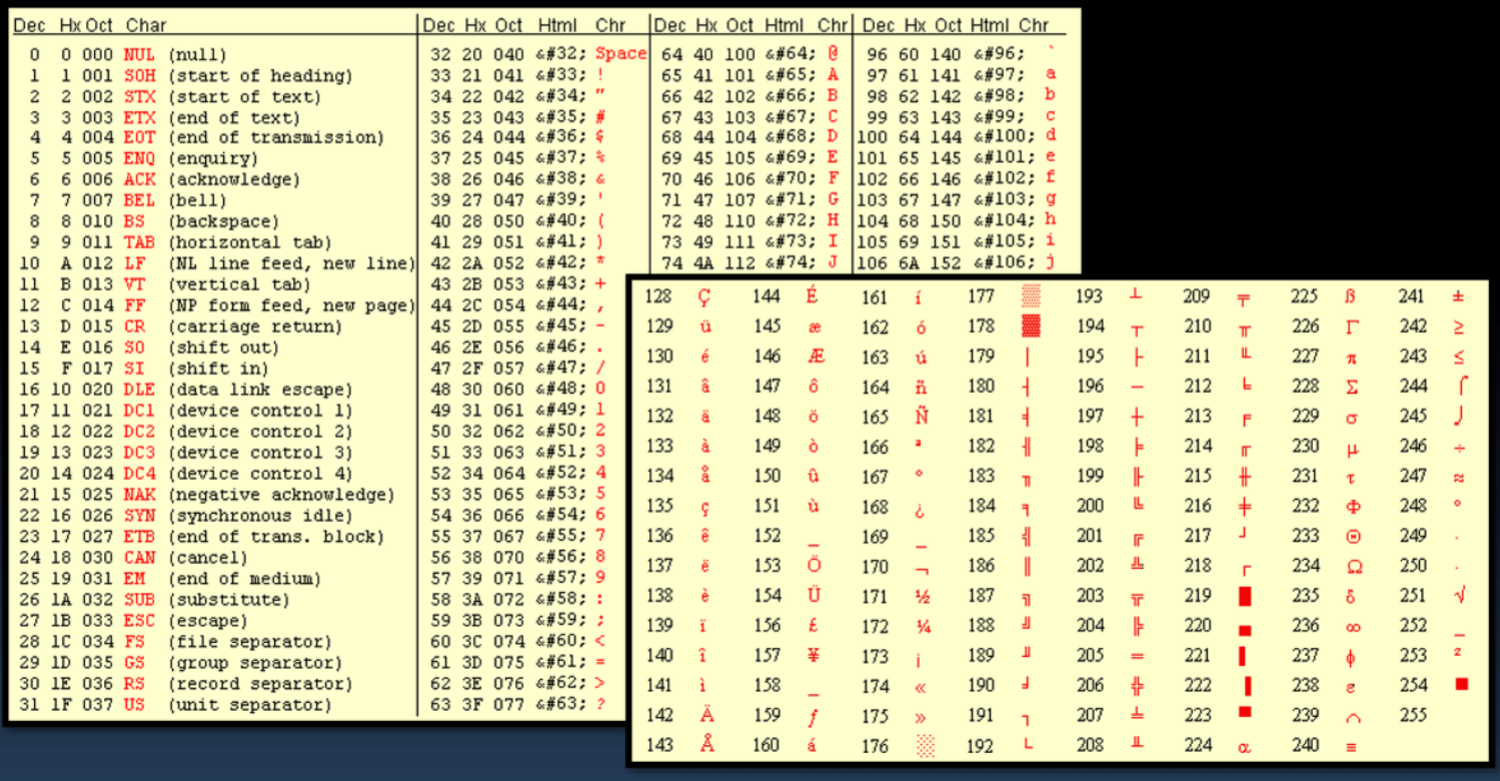 Dec Hx Oct Char Dec Hx Oct Html Chr Dec Hx Oct Html Chr Dec Hx Oct Html Chr
0 0 000 NUL (null) 32 20 040 &#32; Space 64 40 100 &#64; @ 96 60 140 &#96; `
1 1 001 SOH (start of heading) 33 21 041 &#33; ! 65 41 101 &#65; A 97 61 141 &#97; a
2 2 002 STX (start of text) 34 22 042 &#34; " 66 42 102 &#66; B 98 62 142 &#98; b
3 3 003 ETX (end of text) 35 23 043 &#35; # 67 43 103 &#67; C 99 63 143 &#99; c
4 4 004 EOT (end of transmission) 36 24 044 &#36; $ 68 44 104 &#68; D 100 64 144 &#100; d
5 5 005 ENQ (enquiry) 37 25 045 &#37; % 69 45 105 &#69; E 101 65 145 &#101; e
6 6 006 ACK (acknowledge) 38 26 046 &#38; & 70 46 106 &#70; F 102 66 146 &#102; f
7 7 007 BEL (bell) 39 27 047 &#39; ' 71 47 107 &#71; G 103 67 147 &#103; g
8 8 010 BS (backspace) 40 28 050 &#40; ( 72 48 110 &#72; H 104 68 150 &#104; h
9 9 011 TAB (horizontal tab) 41 29 051 &#41; ) 73 49 111 &#73; I 105 69 151 &#105; i
10 A 012 LF (NL line feed, new line) 42 2A 052 &#42; * 74 4A 112 &#74; J 106 6A 152 &#106; j
11 B 013 VT (vertical tab) 43 2B 053 &#43; +
12 C 014 FF (NP form feed, new page) 44 2C 054 &#44; ,
13 D 015 CR (carriage return) 45 2D 055 &#45; -
14 E 016 SO (shift out) 46 2E 056 &#46; .
15 F 017 SI (shift in) 47 2F 057 &#47; /
16 10 020 DLE (data link escape) 48 30 060 &#48; 0
17 11 021 DC1 (device control 1) 49 31 061 &#49; 1
18 12 022 DC2 (device control 2) 50 32 062 &#50; 2
19 13 023 DC3 (device control 3) 51 33 063 &#51; 3
20 14 024 DC4 (device control 4) 52 34 064 &#52; 4
21 15 025 NAK (negative acknowledge) 53 35 065 &#53; 5
22 16 026 SYN (synchronous idle) 54 36 066 &#54; 6
23 17 027 ETB (end of trans. block) 55 37 067 &#55; 7
24 18 030 CAN (cancel) 56 38 070 &#56; 8
25 19 031 EM (end of medium) 57 39 071 &#57; 9
26 1A 032 SUB (substitute) 58 3A 072 &#58; :
27 1B 033 ESC (escape) 59 3B 073 &#59; ;
28 1C 034 FS (file separator) 60 3C 074 &#60; <
29 1D 035 GS (group separator) 61 3D 075 &#61; =
30 1E 036 RS (record separator) 62 3E 076 &#62; >
31 1F 037 US (unit separator) 63 3F 077 &#63; ?
128 Ç 144 É 161 í 177 ▒ 193 ┴ 209 ╤ 225 ß 241 ±
129 ü 145 æ 162 ó 178 ▓ 194 ┬ 210 ╥ 226 Γ 242 ≥
130 é 146 Æ 163 ú 179 │ 195 ├ 211 ╙ 227 π 243 ≤
131 â 147 ô 164 ñ 180 ┤ 196 ─ 212 ╘ 228 Σ 244 ⌠
132 ä 148 ö 165 Ñ 181 ╡ 197 ┼ 213 ╒ 229 σ 245 ⌡
133 à 149 ò 166 ª 182 ╢ 198 ╞ 214 ╓ 230 µ 246 ÷
134 å 150 û 167 º 183 ╖ 199 ╟ 215 ╫ 231 τ 247 ≈
135 ç 151 ù 168 ¿ 184 ╕ 200 ╚ 216 ╪ 232 Φ 248 °
136 ê 152 _ 169 _ 185 ╣ 201 ╔ 217 ┘ 233 Θ 249 ∙
137 ë 153 Ö 170 ¬ 186 ║ 202 ╩ 218 ┌ 234 Ω 250 ·
138 è 154 Ü 171 ½ 187 ╗ 203 ╦ 219 █ 235 δ 251 √
139 ï 156 £ 172 ¼ 188 ╝ 204 ╠ 220 ▄ 236 ∞ 252 _
140 î 157 ¥ 173 ¡ 189 ╜ 205 ═ 221 ▌ 237 φ 253 ²
141 ì 158 _ 174 « 190 ╛ 206 ╬ 222 ▐ 238 ε 254 ■
142 Ä 159 ƒ 175 » 191 ┐ 207 ╧ 223 ▀ 239 ∩ 255
143 Å 160 á 176 ░ 192 └ 208 ╨ 224 α 240 ≡